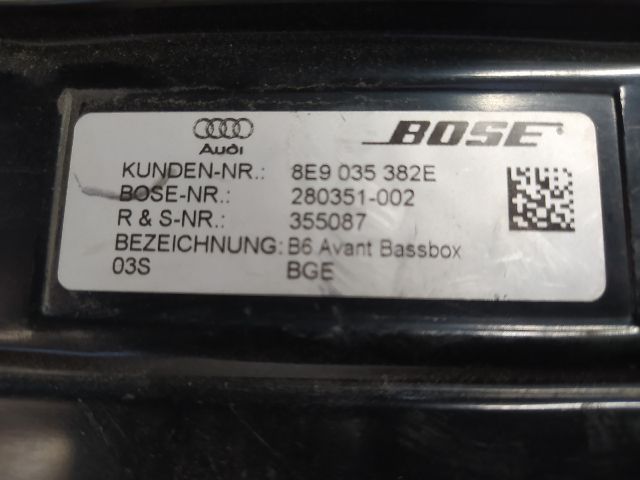 Audi BOSE
KUNDEN-NR.: 8E9 035 382E
BOSE-NR.: 280351-002
R & S-NR.: 355087
BEZEICHNUNG: B6 Avant Bassbox
03S BGE